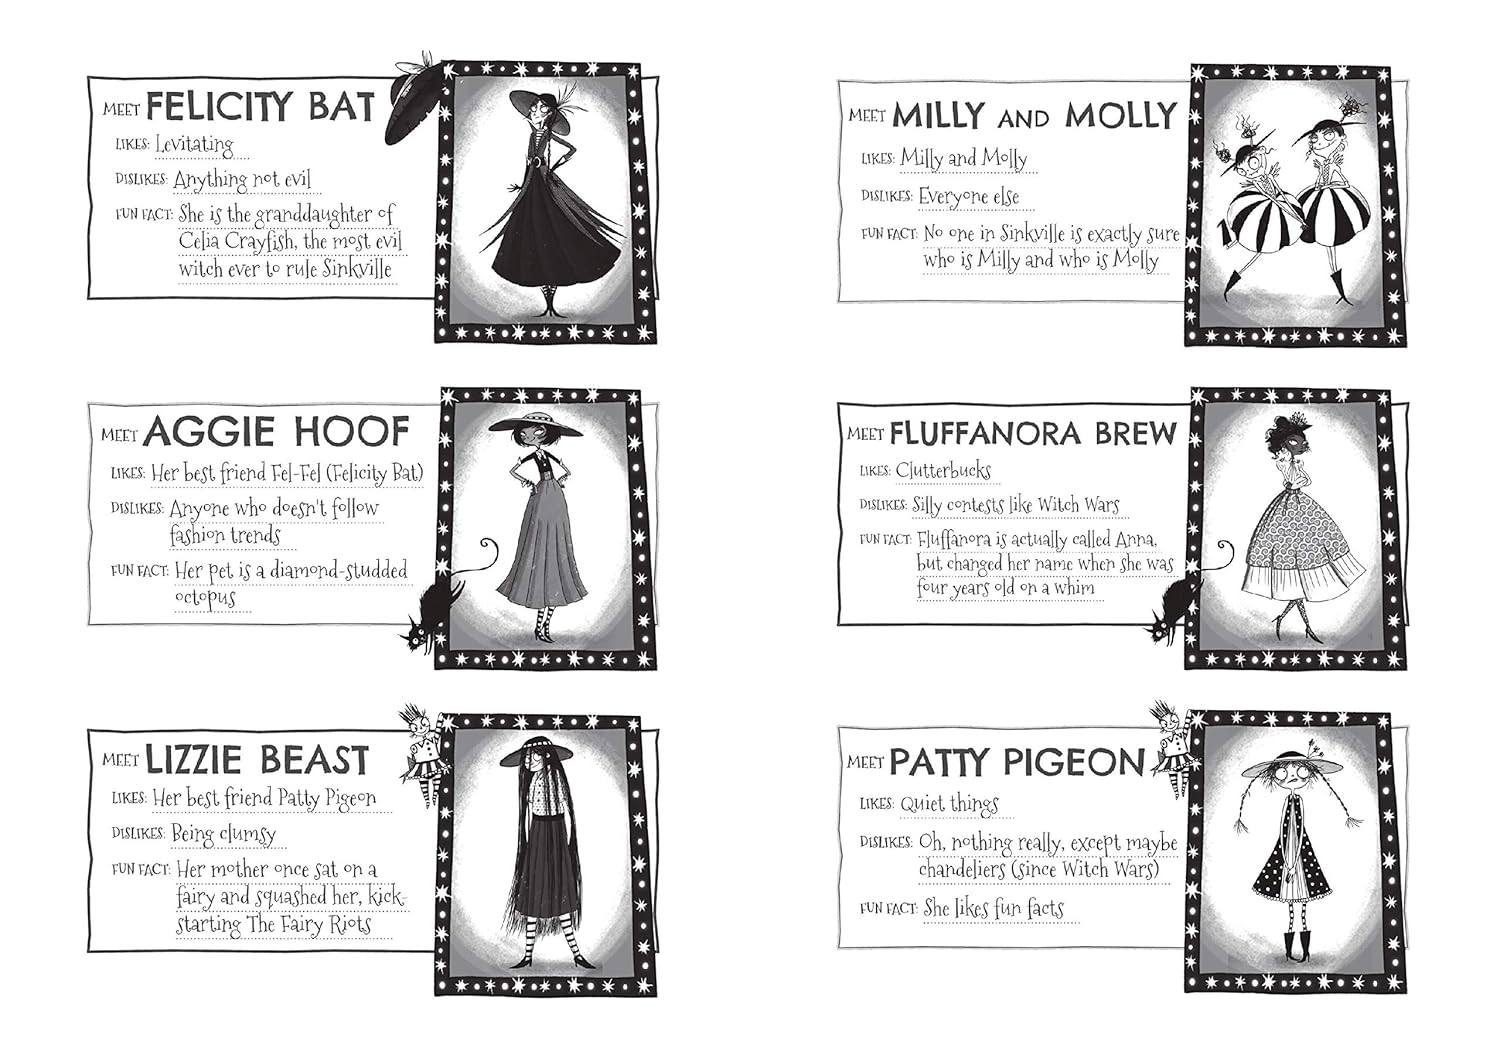 MEET FELICITY BAT
LIKES: Levitating
DISLIKES: Anything not evil
FUN FACT: She is the granddaughter of
Celia Crayfish, the most evil
witch ever to rule Sinkville
MEET MILLY AND MOLLY
LIKES: Milly and Molly
DISLIKES: Everyone else
FUN FACT: No one in Sinkville is exactly sure
who is Milly and who is Molly
MEET AGGIE HOOF
LIKES: Her best friend Fel-Fel (Felicity Bat)
DISLIKES: Anyone who doesn't follow
fashion trends
FUN FACT: Her pet is a diamond-studded
octopus
MEET FLUFFANORA BREW
LIKES: Clutterbucks
DISLIKES: Silly contests like Witch Wars
FUN FACT: Fluffanora is actually called Anna,
but changed her name when she was
four years old on a whim
MEET LIZZIE BEAST
LIKES: Her best friend Patty Pigeon
DISLIKES: Being clumsy
FUN FACT: Her mother once sat on a
fairy and squashed her, kick-
starting The Fairy Riots
MEET PATTY PIGEON
LIKES: Quiet things
DISLIKES: Oh, nothing really, except maybe
chandeliers (since Witch Wars)
FUN FACT: She likes fun facts